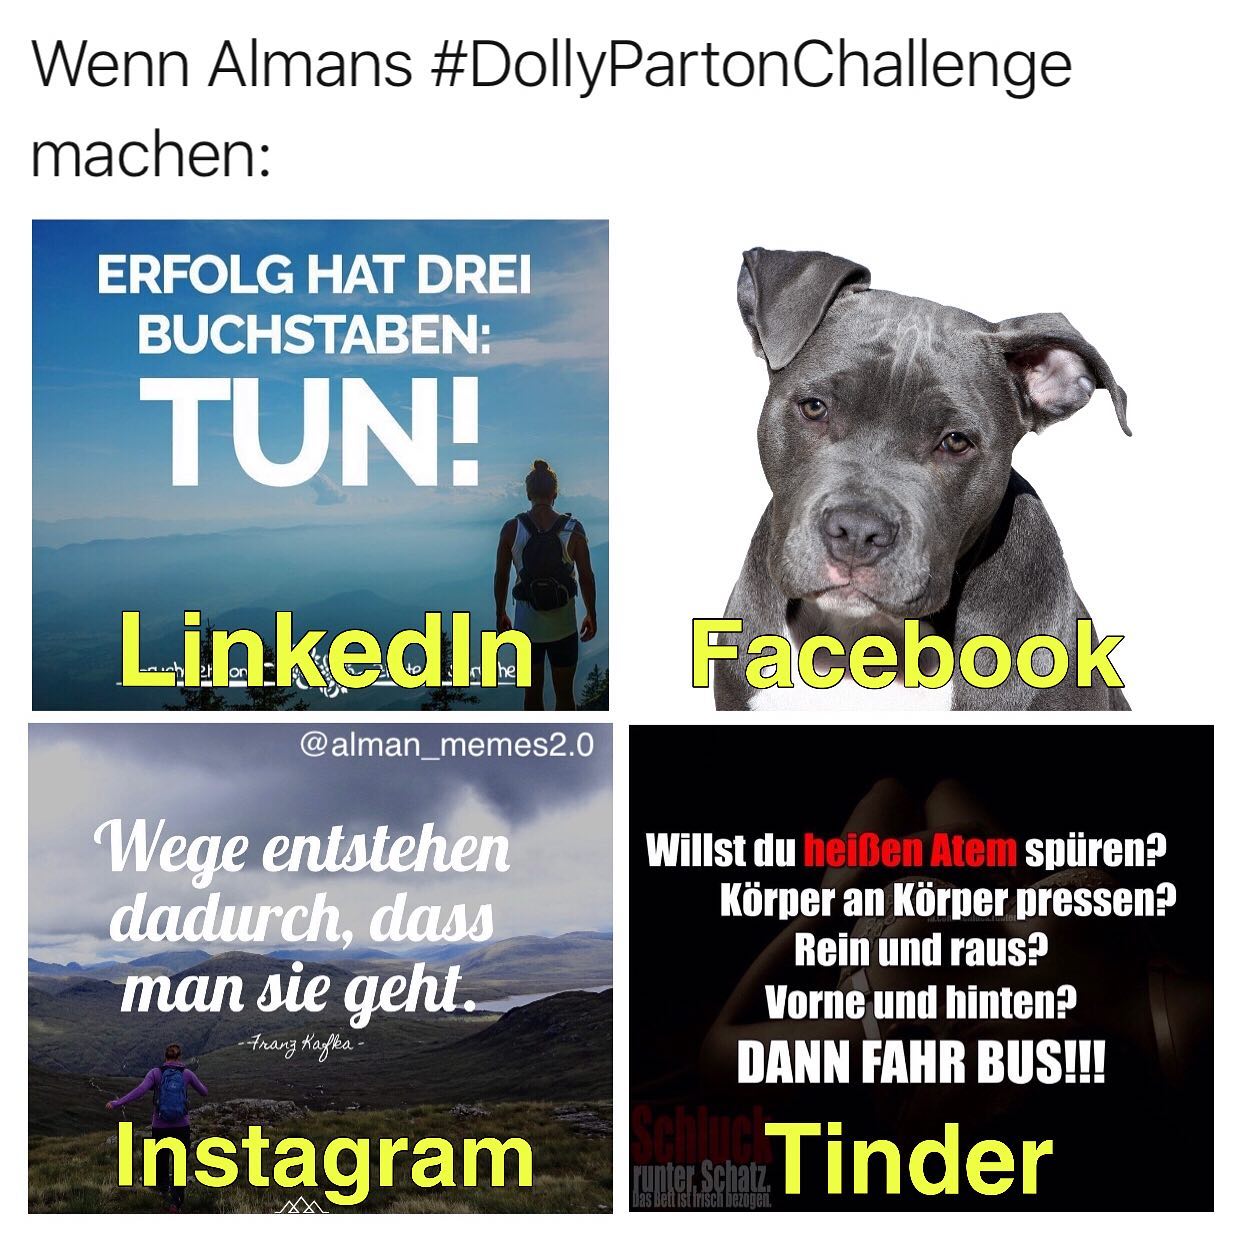 Wenn Almans #DollyPartonChallenge
machen:
ERFOLG HAT DREI
BUCHSTABEN:
TUN!
LinkedIn
Facebook
@alman_memes2.0
Wege entstehen
dadurch, dass
man sie geht.
- Franz Kafka -
Instagram
Willst du heißen Atem spüren?
Körper an Körper pressen?
Rein und raus?
Vorne und hinten?
DANN FAHR BUS!!!
Schluck
runter, Schatz.
Das Bett ist frisch bezogen.
Tinder